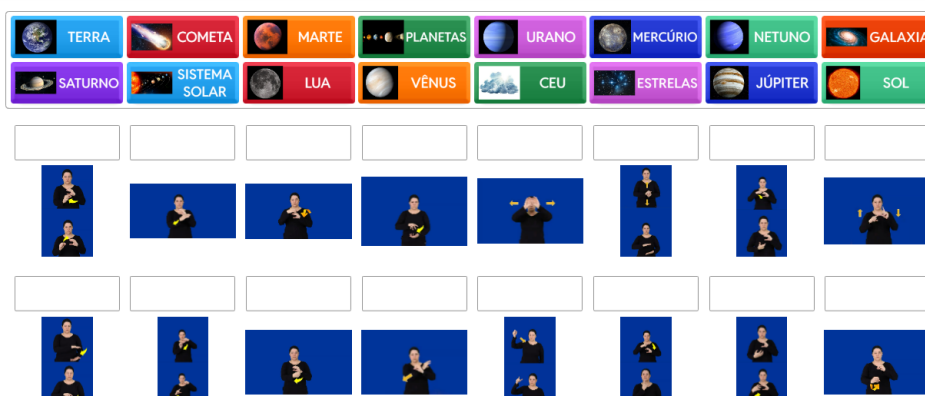 TERRA
COMETA
MARTE
PLANETAS
URANO
MERCÚRIO
NETUNO
GALAXIA
SATURNO
SISTEMA
SOLAR
LUA
VÊNUS
CEU
ESTRELAS
JÚPITER
SOL